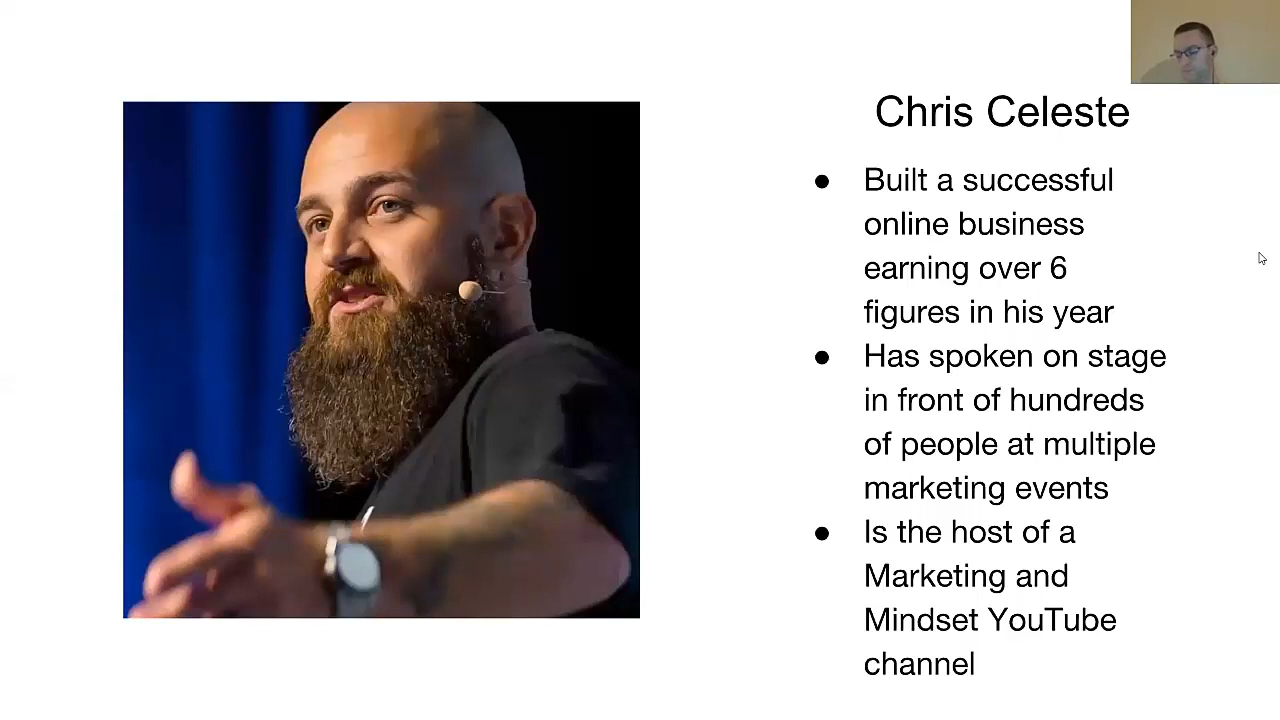 Chris Celeste
● Built a successful
online business
earning over 6
figures in his year
● Has spoken on stage
in front of hundreds
of people at multiple
marketing events
● Is the host of a
Marketing and
Mindset YouTube
channel